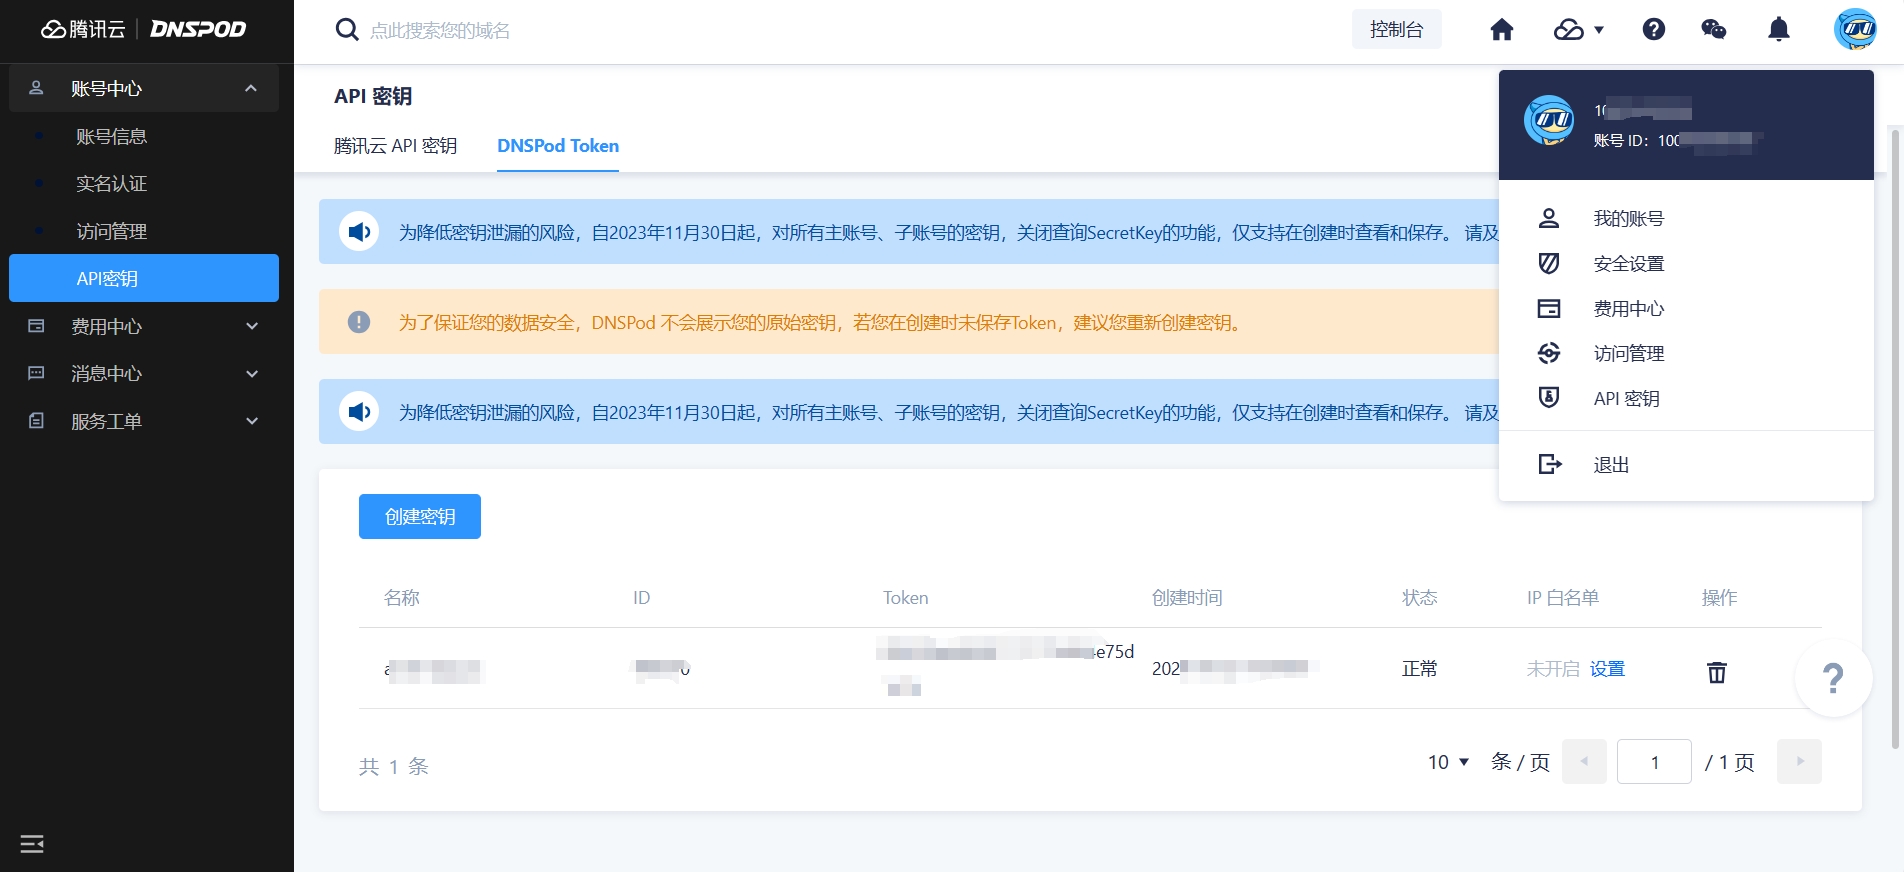 腾讯云 DNSPOD
点此搜索您的域名
控制台
账号中心
账号信息
实名认证
访问管理
API密钥
费用中心
消息中心
服务工单
API 密钥
腾讯云 API 密钥
DNSPod Token
为降低密钥泄漏的风险，自2023年11月30日起，对所有主账号、子账号的密钥，关闭查询SecretKey的功能，仅支持在创建时查看和保存。 请及
为了保证您的数据安全，DNSPod 不会展示您的原始密钥，若您在创建时未保存Token，建议您重新创建密钥。
为降低密钥泄漏的风险，自2023年11月30日起，对所有主账号、子账号的密钥，关闭查询SecretKey的功能，仅支持在创建时查看和保存。 请及
创建密钥
名称 ID Token 创建时间 状态 IP 白名单 操作
e75d
202 正常 未开启 设置
共 1 条
10 条 / 页 1 / 1 页
10
账号 ID：100
我的账号
安全设置
费用中心
访问管理
API 密钥
退出